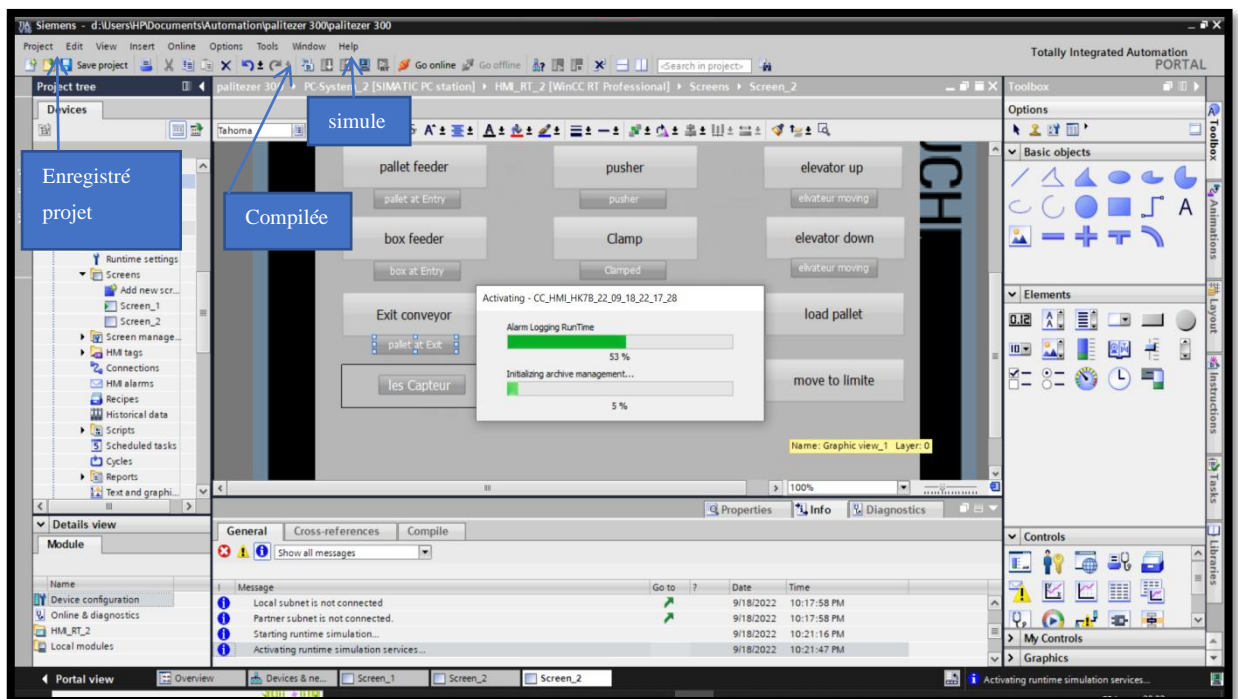 Siemens - d:\Users\HP\Documents\Automation\palitezer 300\palitezer 300
Project Edit View Insert Online Options Tools Window Help
Totally Integrated Automation
PORTAL
Save project
Go online
Go offline
<Search in project>
Project tree
palitezer 300 PC-System_2 [SIMATIC PC station] HMI_RT_2 [WinCC RT Professional] Screens Screen_2
Toolbox
Devices
Options
Tahoma
simule
Enregistré
projet
Compilée
Basic objects
pallet feeder
pusher
elevator up
palet at Entry
pusher
elivateur moving
box feeder
Clamp
elevator down
box at Entry
Clamped
elivateur moving
Exit conveyor
load pallet
palet at Exit
les Capteur
move to limite
Activating - CC_HMI_HK7B_22_09_18_22_17_28
Alarm Logging RunTime
53 %
Initializing archive management...
5 %
Name: Graphic view_1 Layer: 0
Runtime settings
Screens
Add new scr...
Screen_1
Screen_2
Screen manage...
HMI tags
Connections
HMI alarms
Recipes
Historical data
Scripts
Scheduled tasks
Cycles
Reports
Text and graphi...
Elements
Toolbox
Animations
Layout
Instructions
Tasks
Libraries
100%
Properties
Info
Diagnostics
Details view
Module
Name
Device configuration
Online & diagnostics
HMI_RT_2
Local modules
General
Cross-references
Compile
Show all messages
! Message Go to ? Date Time
Local subnet is not connected 9/18/2022 10:17:58 PM
Partner subnet is not connected. 9/18/2022 10:17:58 PM
Starting runtime simulation... 9/18/2022 10:21:16 PM
Activating runtime simulation services... 9/18/2022 10:21:47 PM
Controls
My Controls
Graphics
Portal view
Overview
Devices & ne...
Screen_1
Screen_2
Screen_2
Activating runtime simulation services...